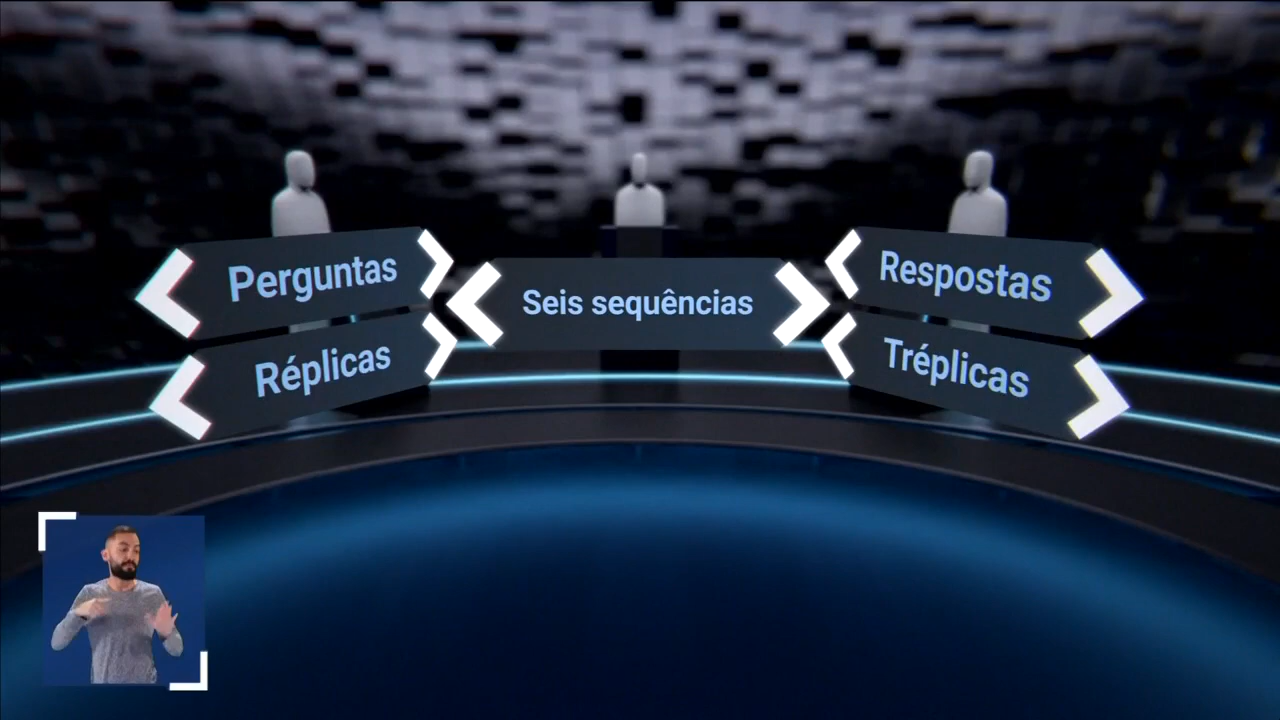 Perguntas
Réplicas
Seis sequências
Respostas
Tréplicas